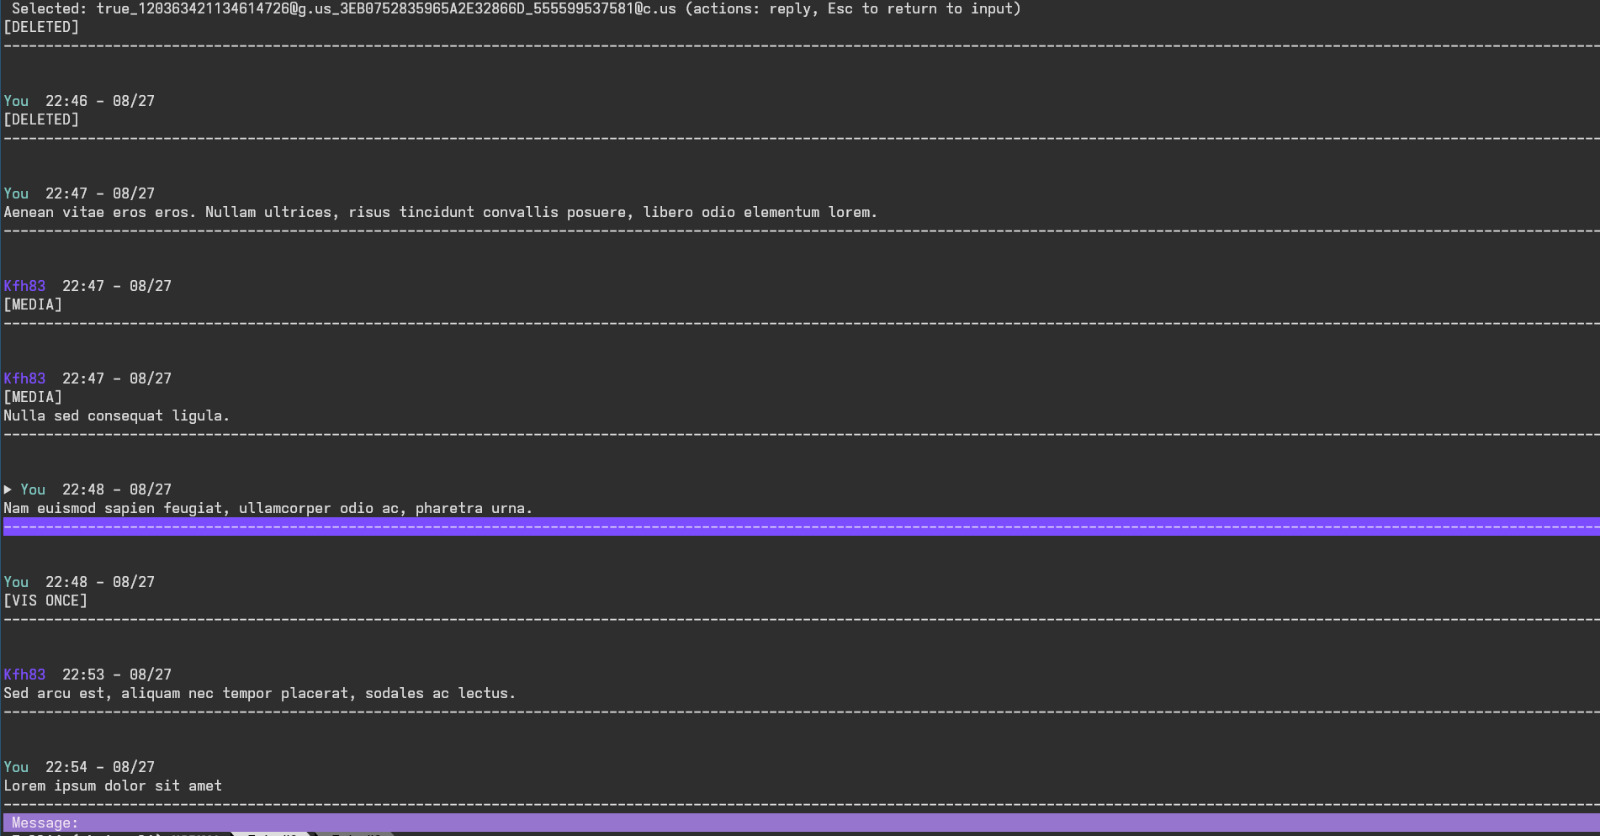 Selected: true_120363421134614726@g.us_3EB0752835965A2E32866D_555599537581@c.us (actions: reply, Esc to return to input)
[DELETED]
You 22:46 - 08/27
[DELETED]
You 22:47 - 08/27
Aenean vitae eros eros. Nullam ultrices, risus tincidunt convallis posuere, libero odio elementum lorem.
Kfh83 22:47 - 08/27
[MEDIA]
Kfh83 22:47 - 08/27
[MEDIA]
Nulla sed consequat ligula.
▶ You 22:48 - 08/27
Nam euismod sapien feugiat, ullamcorper odio ac, pharetra urna.
You 22:48 - 08/27
[VIS ONCE]
Kfh83 22:53 - 08/27
Sed arcu est, aliquam nec tempor placerat, sodales ac lectus.
You 22:54 - 08/27
Lorem ipsum dolor sit amet
Message: